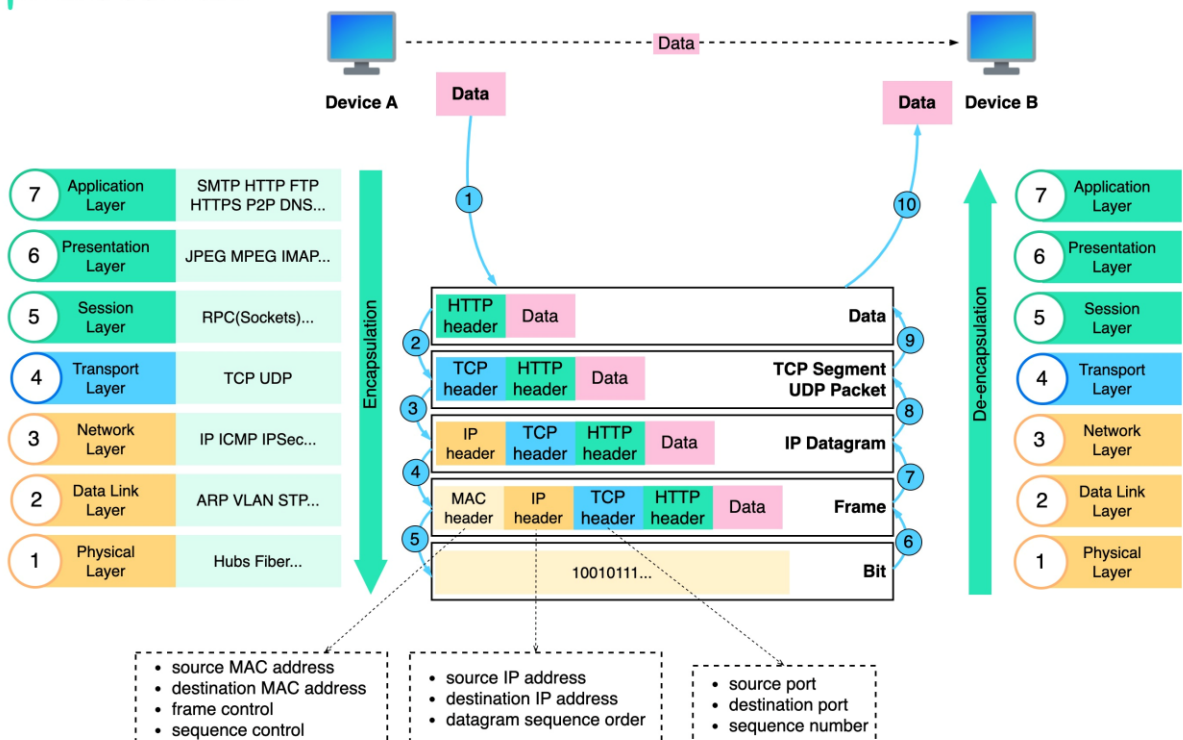 Data
Device A
Data
Data
Device B
7
Application
Layer
SMTP HTTP FTP
HTTPS P2P DNS...
6
Presentation
Layer
JPEG MPEG IMAP...
5
Session
Layer
RPC(Sockets)...
4
Transport
Layer
TCP UDP
3
Network
Layer
IP ICMP IPSec...
2
Data Link
Layer
ARP VLAN STP...
1
Physical
Layer
Hubs Fiber...
Encapsulation
1
10
HTTP
header
Data
Data
2
9
TCP
header
HTTP
header
Data
TCP Segment
UDP Packet
3
8
IP
header
TCP
header
HTTP
header
Data
IP Datagram
4
7
MAC
header
IP
header
TCP
header
HTTP
header
Data
Frame
5
6
10010111...
Bit
De-encapsulation
7
Application
Layer
6
Presentation
Layer
5
Session
Layer
4
Transport
Layer
3
Network
Layer
2
Data Link
Layer
1
Physical
Layer
• source MAC address
• destination MAC address
• frame control
• sequence control
• source IP address
• destination IP address
• datagram sequence order
• source port
• destination port
• sequence number